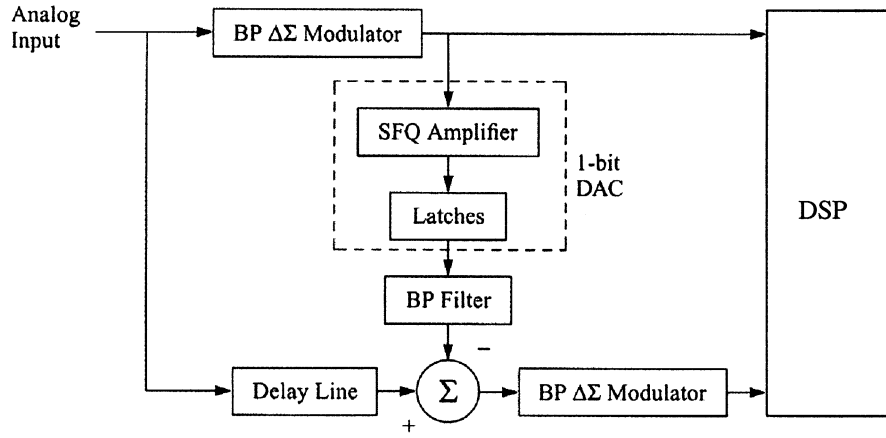 Analog
Input
BP ΔΣ Modulator
SFQ Amplifier
1-bit
DAC
Latches
DSP
BP Filter
−
Delay Line
Σ
BP ΔΣ Modulator
+